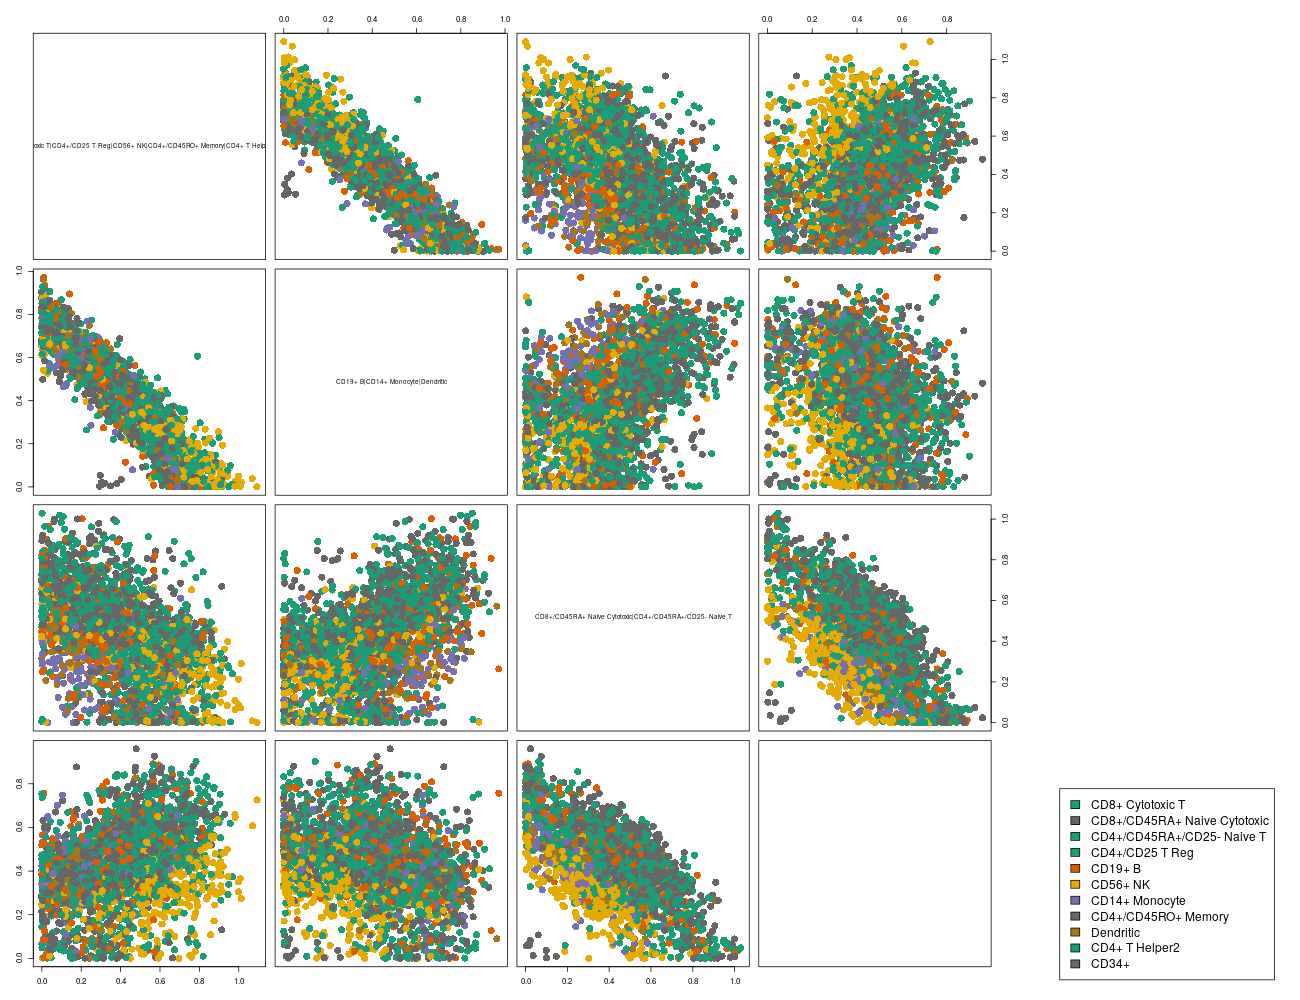 0.0 0.2 0.4 0.6 0.8 1.0
0.0 0.2 0.4 0.6 0.8
oxic T|CD4+/CD25 T Reg|CD56+ NK|CD4+/CD45RO+ Memory|CD4+ T Help
0.0 0.2 0.4 0.6 0.8 1.0
0.0 0.2 0.4 0.6 0.8 1.0
CD19+ B|CD14+ Monocyte|Dendritic
CD8+/CD45RA+ Naive Cytotoxic|CD4+/CD45RA+/CD25- Naive T
0.0 0.2 0.4 0.6 0.8 1.0
0.0 0.2 0.4 0.6 0.8
0.0 0.2 0.4 0.6 0.8 1.0
0.0 0.2 0.4 0.6 0.8 1.0
CD8+ Cytotoxic T
CD8+/CD45RA+ Naive Cytotoxic
CD4+/CD45RA+/CD25- Naive T
CD4+/CD25 T Reg
CD19+ B
CD56+ NK
CD14+ Monocyte
CD4+/CD45RO+ Memory
Dendritic
CD4+ T Helper2
CD34+